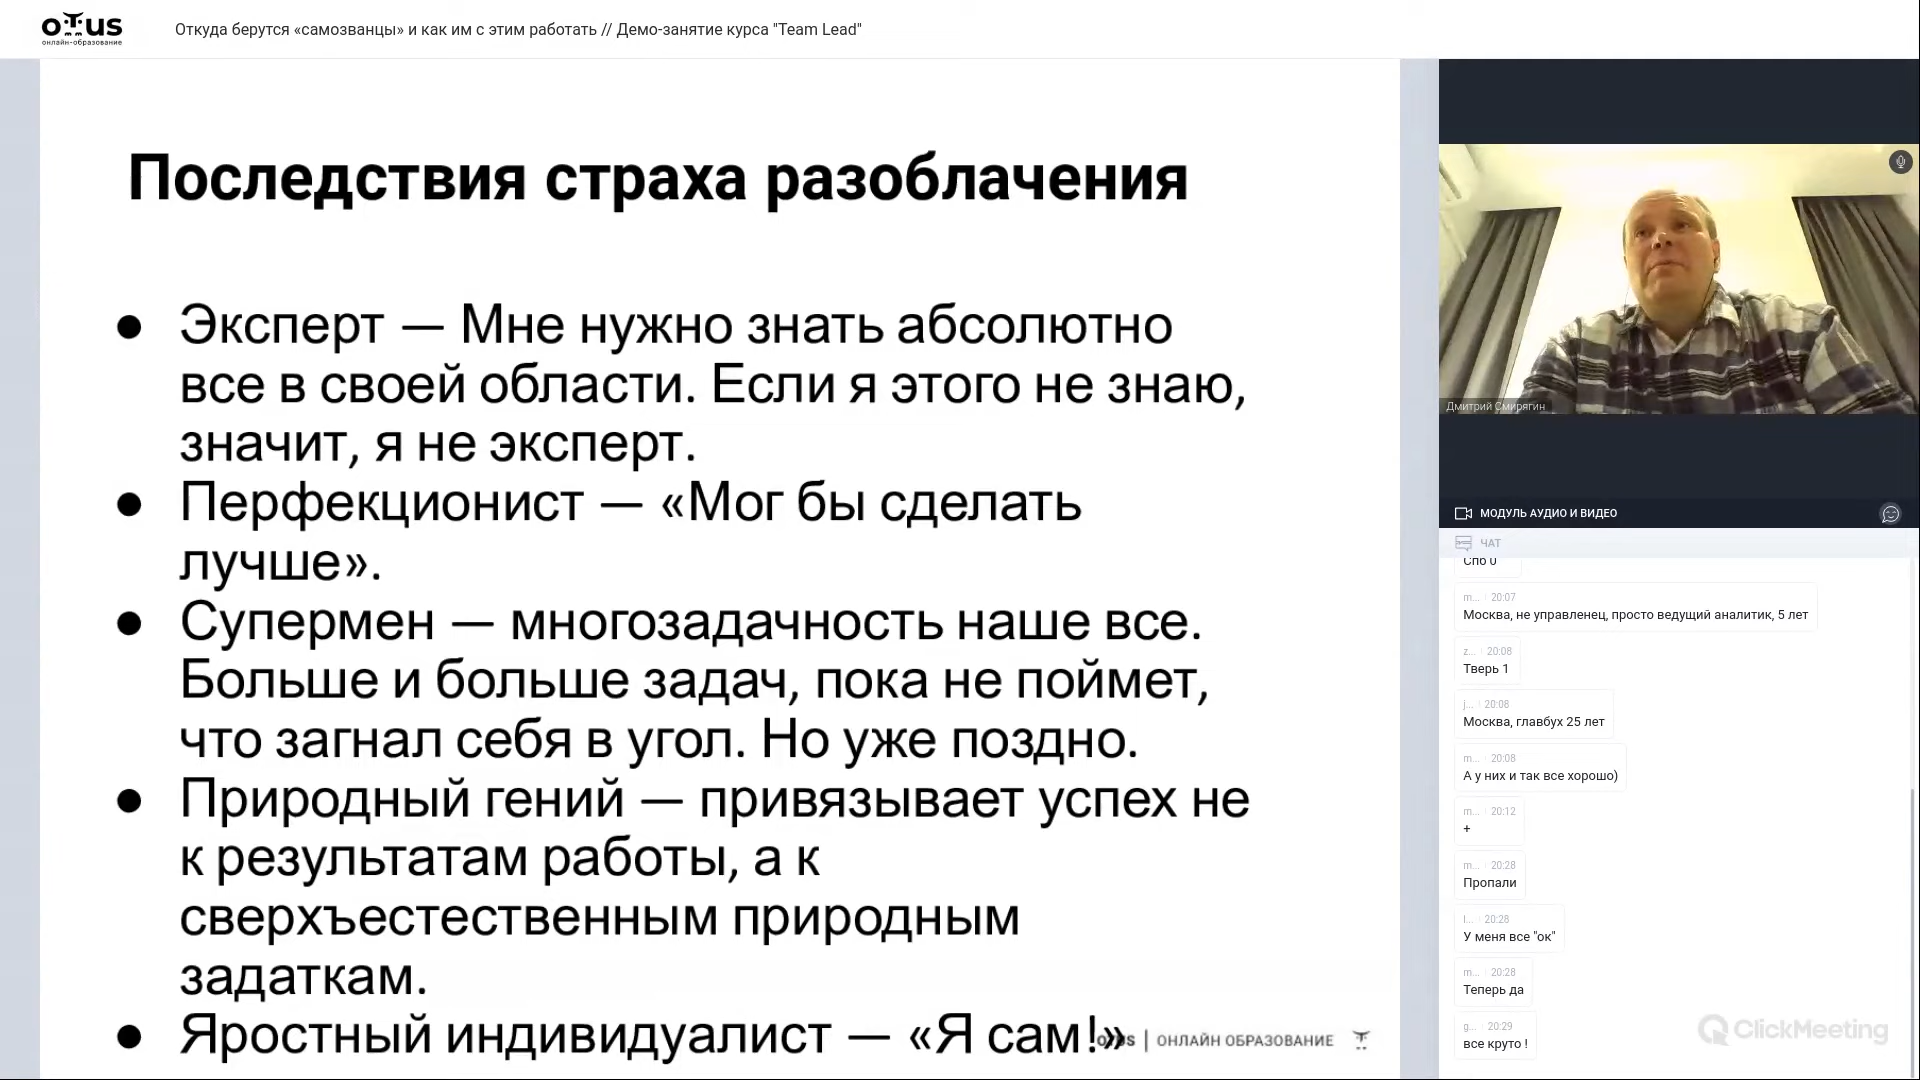 отus
онлайн-образование
Откуда берутся «самозванцы» и как им с этим работать // Демо-занятие курса "Team Lead"
Последствия страха разоблачения
● Эксперт — Мне нужно знать абсолютно
все в своей области. Если я этого не знаю,
значит, я не эксперт.
● Перфекционист — «Мог бы сделать
лучше».
● Супермен — многозадачность наше все.
Больше и больше задач, пока не поймет,
что загнал себя в угол. Но уже поздно.
● Природный гений — привязывает успех не
к результатам работы, а к
сверхъестественным природным
задаткам.
● Яростный индивидуалист — «Я сам!»
ОНЛАЙН ОБРАЗОВАНИЕ
Дмитрий Смирягин
МОДУЛЬ АУДИО И ВИДЕО
ЧАТ
Спб 0
m... 20:07
Москва, не управленец, просто ведущий аналитик, 5 лет
z... 20:08
Тверь 1
j... 20:08
Москва, главбух 25 лет
m... 20:08
А у них и так все хорошо)
m... 20:12
+
m... 20:28
Пропали
l... 20:28
У меня все "ок"
m... 20:28
Теперь да
g... 20:29
все круто !
ClickMeeting